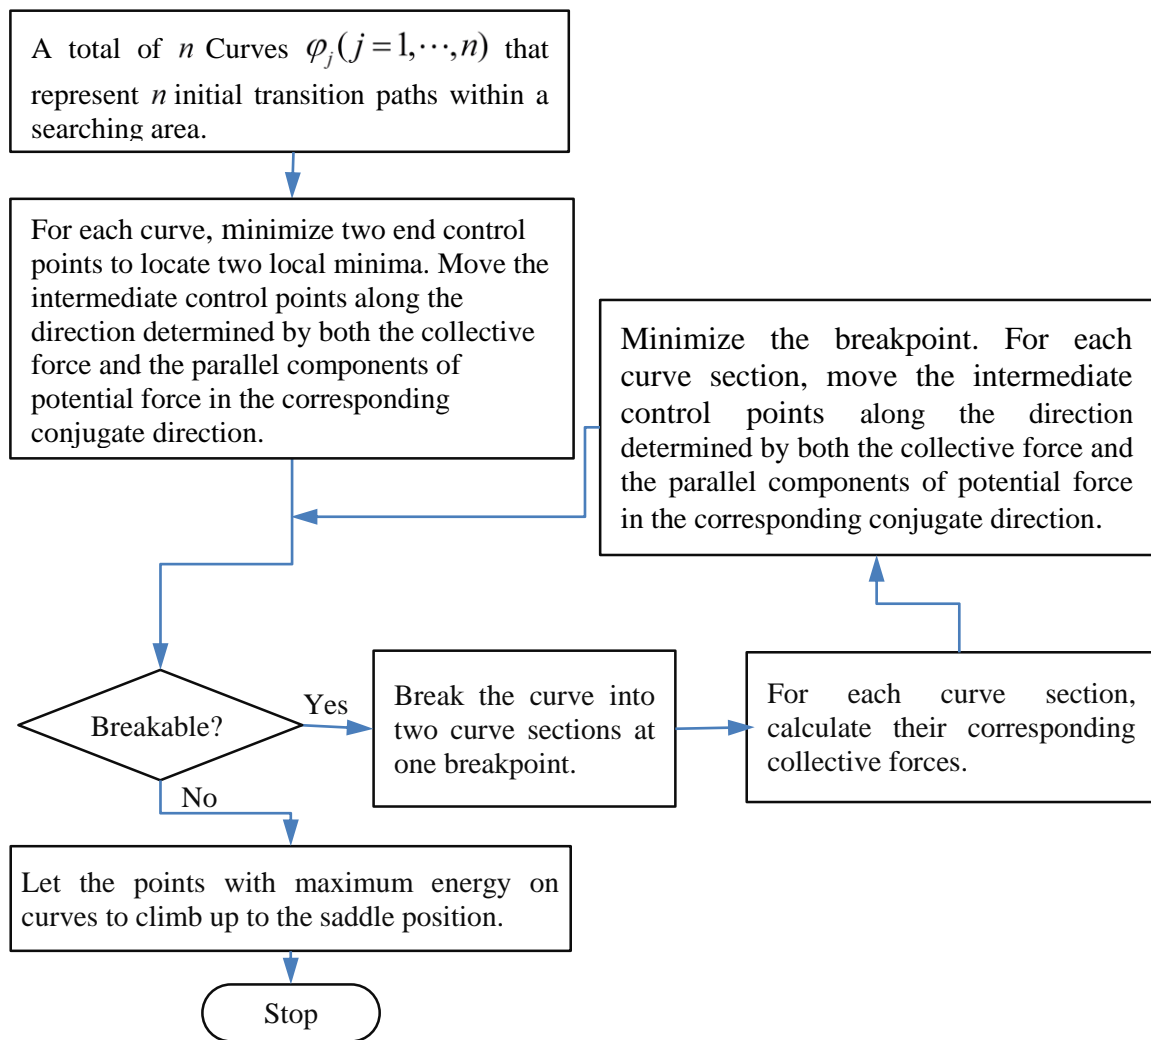 A total of n Curves φj(j=1,⋯,n) that
represent n initial transition paths within a
searching area.
For each curve, minimize two end control
points to locate two local minima. Move the
intermediate control points along the
direction determined by both the collective
force and the parallel components of
potential force in the corresponding
conjugate direction.
Minimize the breakpoint. For each
curve section, move the intermediate
control points along the direction
determined by both the collective force and
the parallel components of potential force
in the corresponding conjugate direction.
Breakable?
Yes
Break the curve into
two curve sections at
one breakpoint.
For each curve section,
calculate their corresponding
collective forces.
No
Let the points with maximum energy on
curves to climb up to the saddle position.
Stop